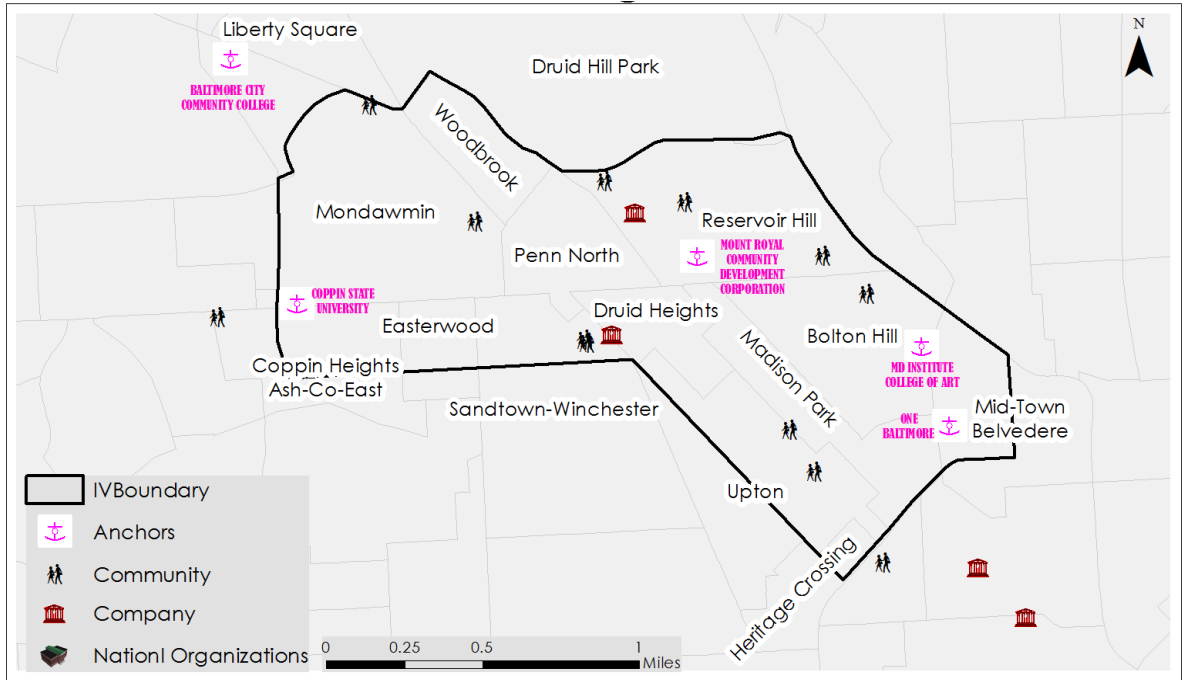 Liberty Square
N
BALTIMORE CITY
COMMUNITY COLLEGE
Druid Hill Park
Woodbrook
Mondawmin
Reservoir Hill
Penn North
MOUNT ROYAL
COMMUNITY
DEVELOPMENT
CORPORATION
COPPIN STATE
UNIVERSITY
Druid Heights
Easterwood
Bolton Hill
Madison Park
Coppin Heights
Ash-Co-East
MD INSTITUTE
COLLEGE OF ART
Sandtown-Winchester
ONE
BALTIMORE
Mid-Town
Belvedere
Upton
Heritage Crossing
IVBoundary
Anchors
Community
Company
Nationl Organizations
0 0.25 0.5 1
Miles